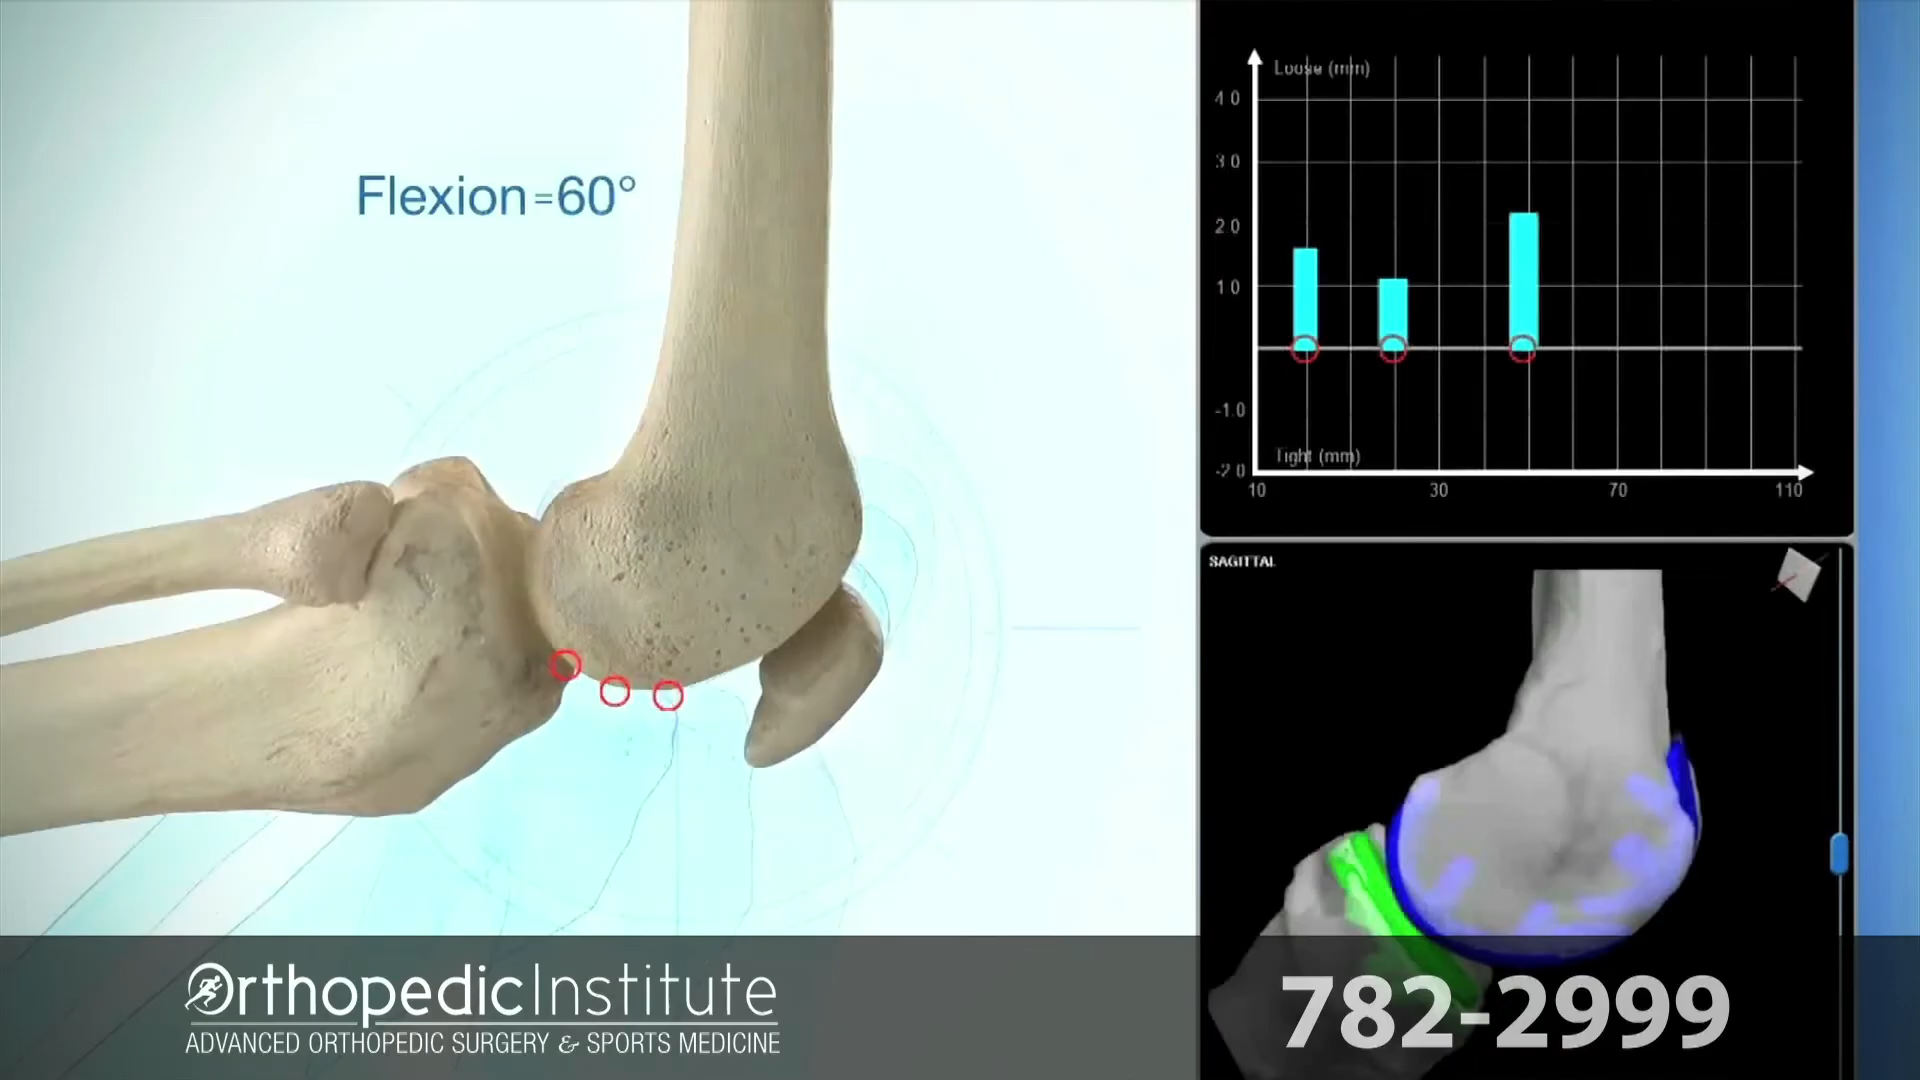 Flexion=60°
Loose (mm)
4 0
3 0
2 0
1 0
-1.0
-2 0
Tight (mm)
10 30 70 110
SAGITTAL
OrthopedicInstitute
ADVANCED ORTHOPEDIC SURGERY & SPORTS MEDICINE
782-2999